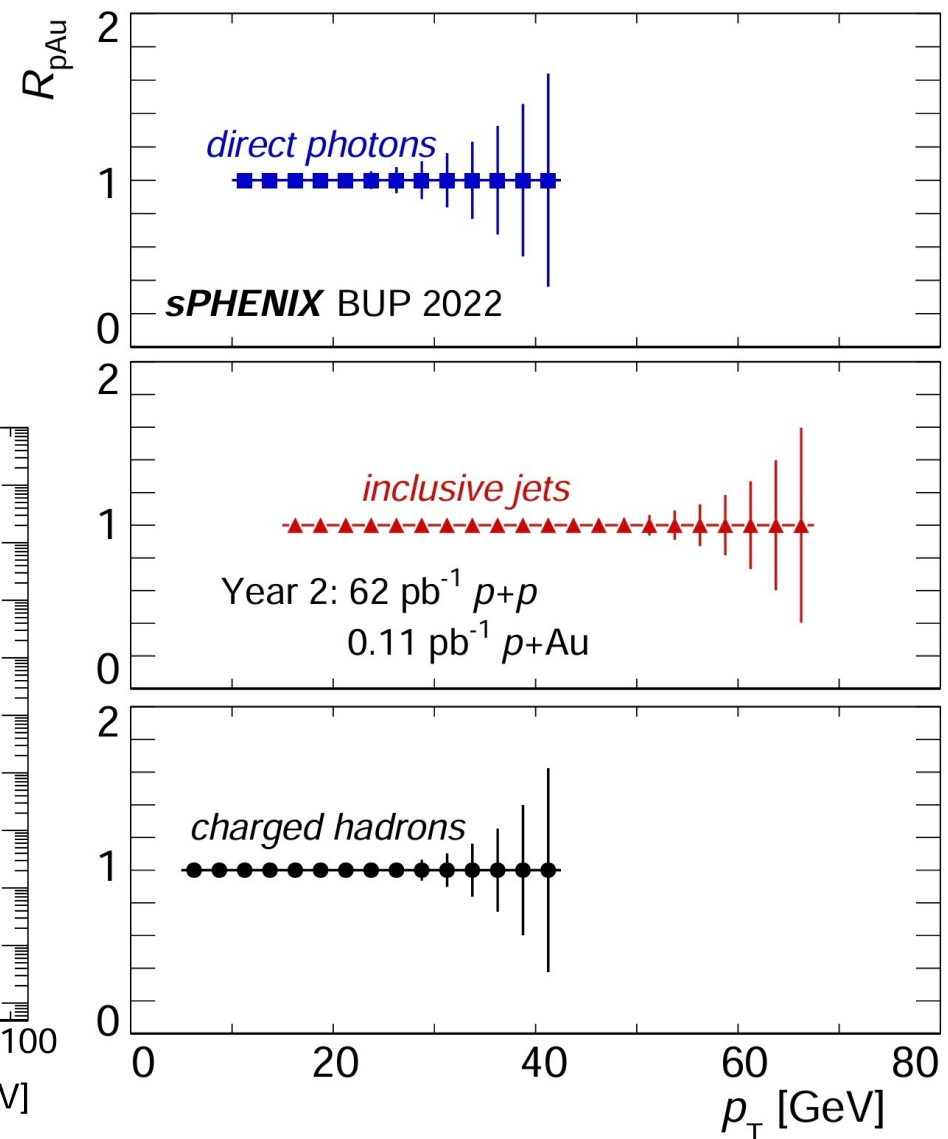 2
R_pAu
direct photons
1
sPHENIX BUP 2022
0
2
inclusive jets
1
Year 2: 62 pb^-1 p+p
0.11 pb^-1 p+Au
0
2
charged hadrons
1
0
100
0 20 40 60 80
V]
p_T [GeV]